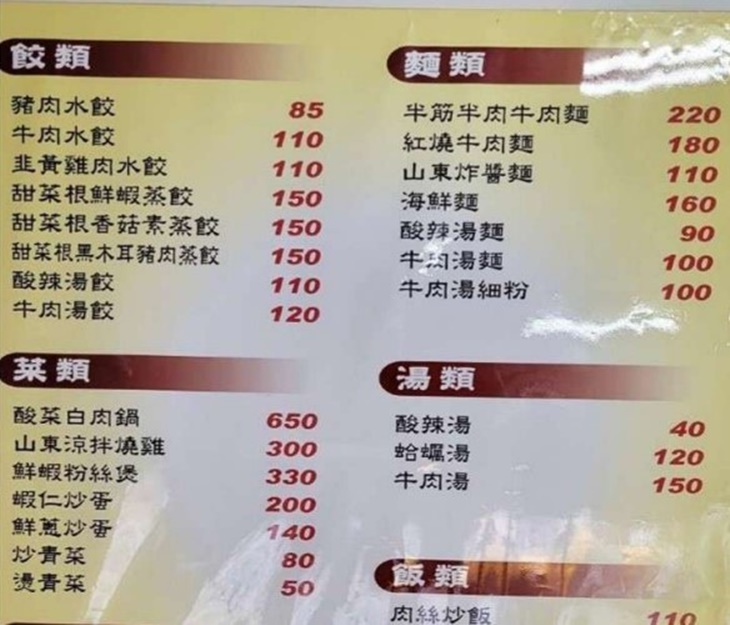 餃類
豬肉水餃 85
牛肉水餃 110
韭黃雞肉水餃 110
甜菜根鮮蝦蒸餃 150
甜菜根香菇素蒸餃 150
甜菜根黑木耳豬肉蒸餃 150
酸辣湯餃 110
牛肉湯餃 120
菜類
酸菜白肉鍋 650
山東涼拌燒雞 300
鮮蝦粉絲煲 330
蝦仁炒蛋 200
鮮蔥炒蛋 140
炒青菜 80
燙青菜 50
麵類
半筋半肉牛肉麵 220
紅燒牛肉麵 180
山東炸醬麵 110
海鮮麵 160
酸辣湯麵 90
牛肉湯麵 100
牛肉湯細粉 100
湯類
酸辣湯 40
蛤蠣湯 120
牛肉湯 150
飯類
肉絲炒飯 110